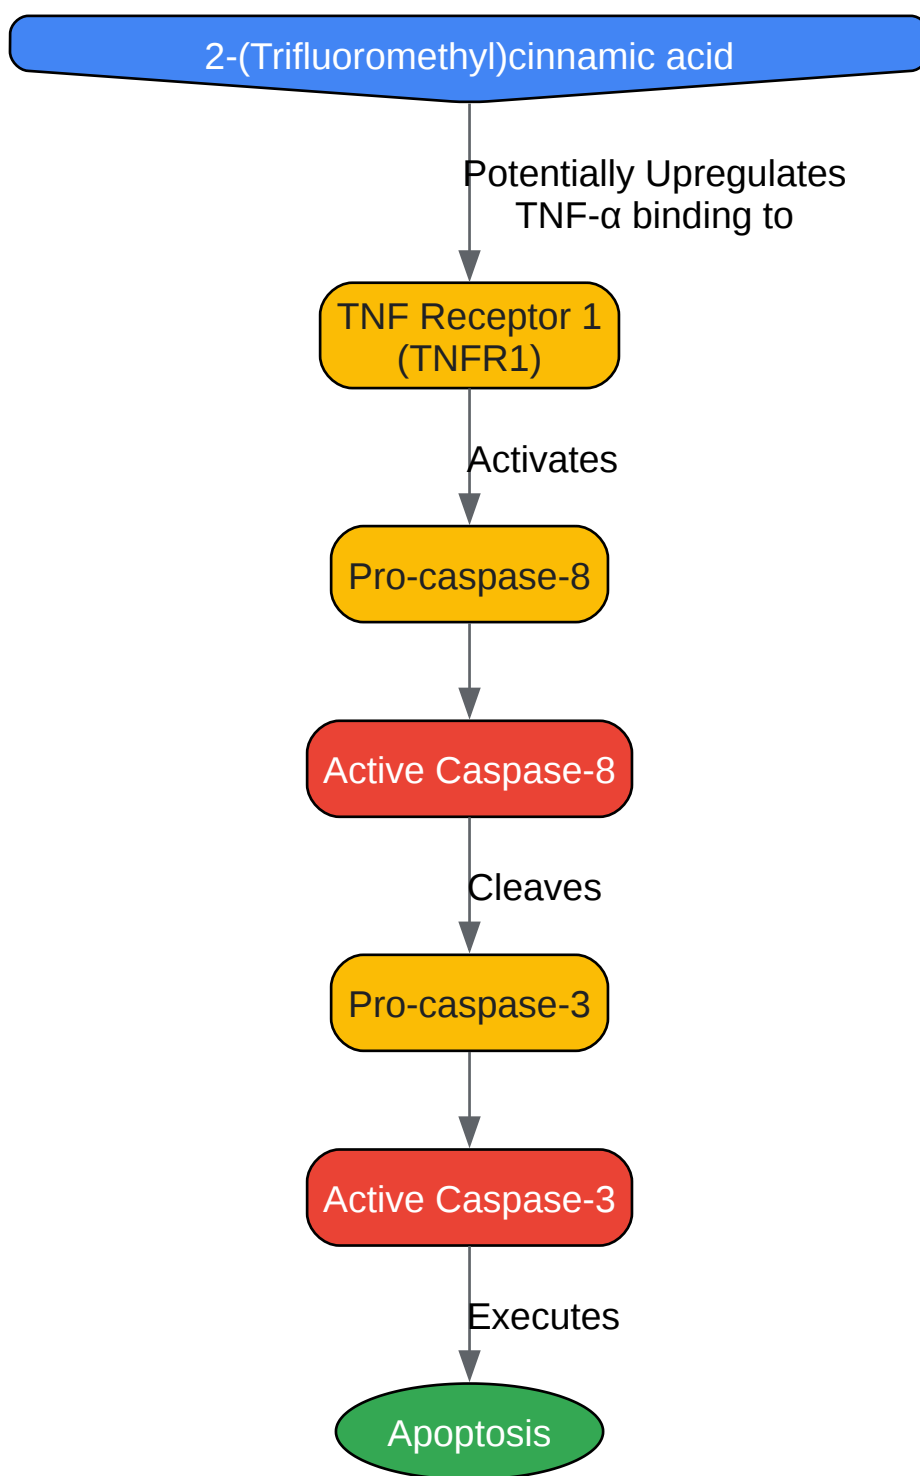 2-(Trifluoromethyl)cinnamic acid
Potentially Upregulates
TNF-α binding to
TNF Receptor 1
(TNFR1)
Activates
Pro-caspase-8
Active Caspase-8
Cleaves
Pro-caspase-3
Active Caspase-3
Executes
Apoptosis